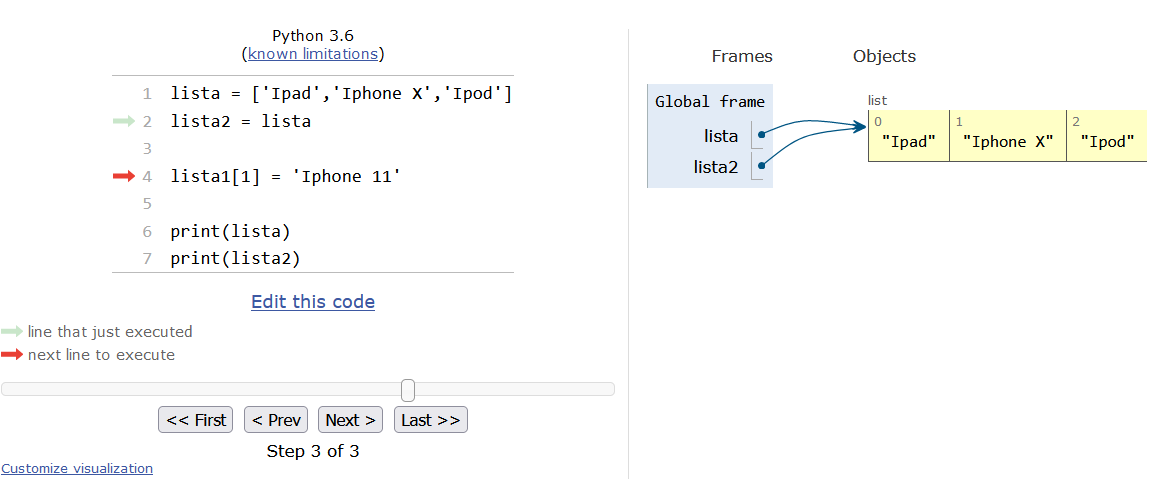 Python 3.6
(known limitations)
1 lista = ['Ipad','Iphone X','Ipod']
2 lista2 = lista
3
4 lista1[1] = 'Iphone 11'
5
6 print(lista)
7 print(lista2)
Edit this code
line that just executed
next line to execute
<< First < Prev Next > Last >>
Step 3 of 3
Customize visualization
Frames Objects
Global frame
lista
lista2
list
0 1 2
"Ipad" "Iphone X" "Ipod"